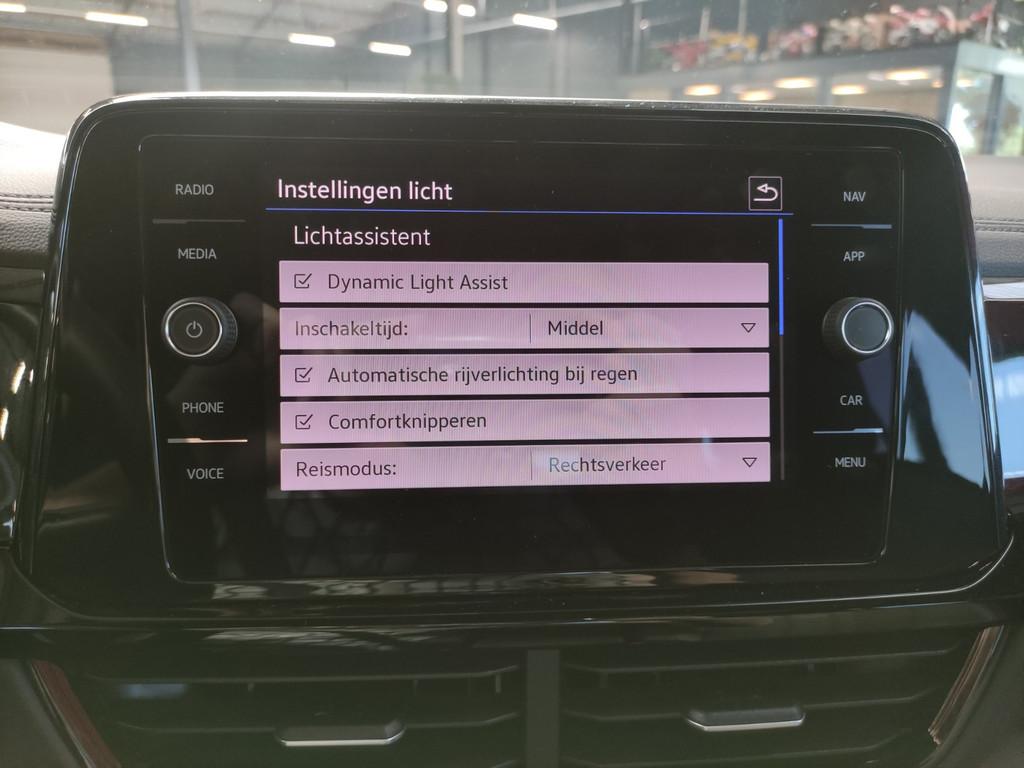 RADIO
MEDIA
PHONE
VOICE
Instellingen licht
Lichtassistent
Dynamic Light Assist
Inschakeltijd: Middel
Automatische rijverlichting bij regen
Comfortknipperen
Reismodus: Rechtsverkeer
NAV
APP
CAR
MENU